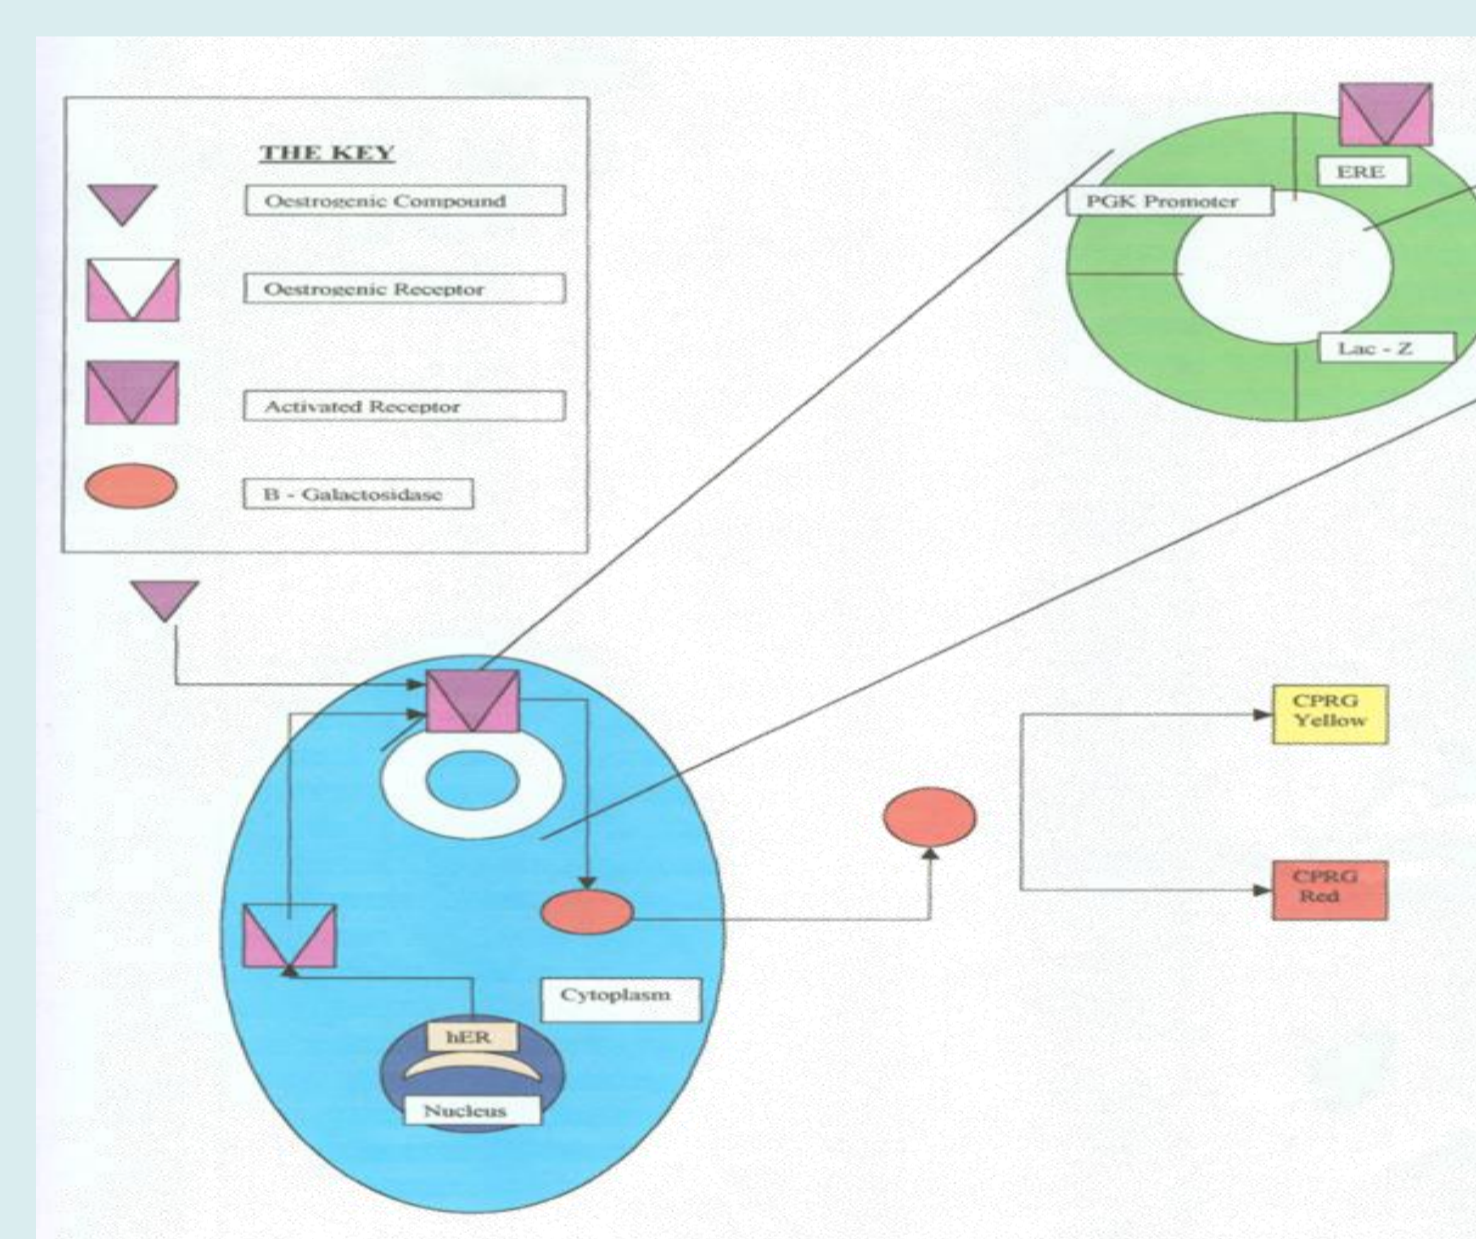 THE KEY
Oestrogenic Compound
Oestrogenic Receptor
Activated Receptor
B - Galactosidase
ERE
PGK Promoter
Lac - Z
CPRG
Yellow
CPRG
Red
Cytoplasm
hER
Nucleus